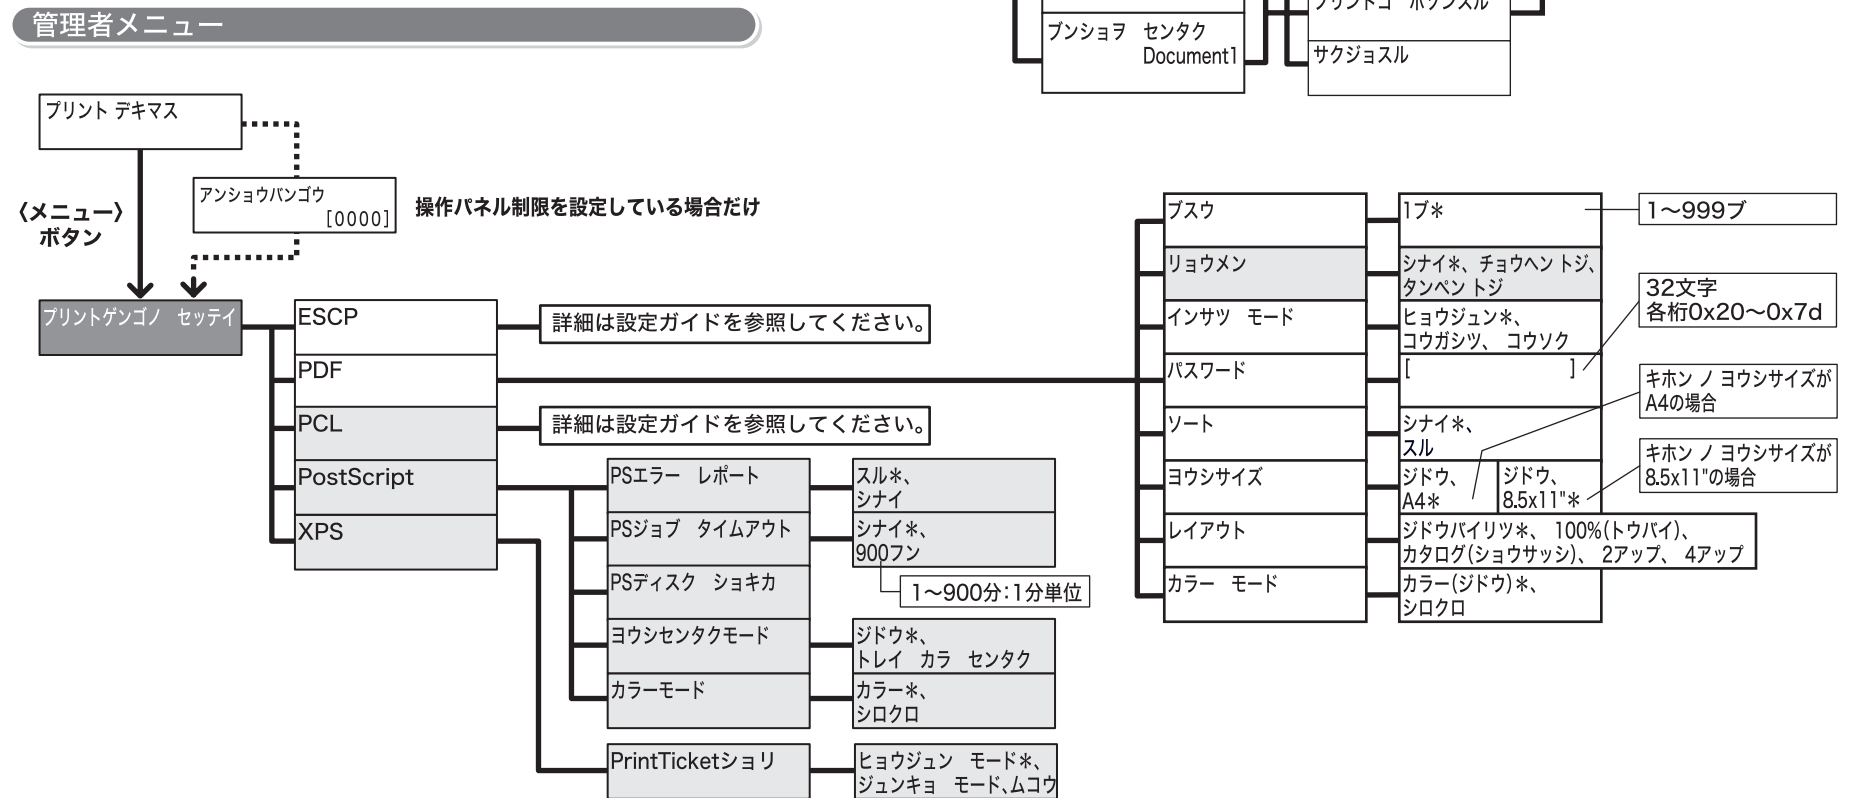 管理者メニュー
ブンショヲ　センタク
Document1
サクジョスル
プリント デキマス
〈メニュー〉
ボタン
アンショウバンゴウ
[0000]
操作パネル制限を設定している場合だけ
プリントゲンゴノ　セッテイ
ESCP
詳細は設定ガイドを参照してください。
PDF
PCL
詳細は設定ガイドを参照してください。
PostScript
XPS
PSエラー　レポート
スル＊、
シナイ
PSジョブ　タイムアウト
シナイ＊、
900フン
1～900分：1分単位
PSディスク　ショキカ
ヨウシセンタクモード
ジドウ＊、
トレイ　カラ　センタク
カラーモード
カラー＊、
シロクロ
PrintTicketショリ
ヒョウジュン　モード＊、
ジュンキョ　モード、ムコウ
ブスウ
1ブ＊
1～999ブ
リョウメン
シナイ＊、チョウヘン トジ、
タンペン トジ
インサツ　モード
ヒョウジュン＊、
コウガシツ、 コウソク
パスワード
[　　　　　　　　]
32文字
各桁0x20～0x7d
ソート
シナイ＊、
スル
ヨウシサイズ
ジドウ、
A4＊
キホン ノ ヨウシサイズが
A4の場合
ジドウ、
8.5x11"＊
キホン ノ ヨウシサイズが
8.5x11"の場合
レイアウト
ジドウバイリツ＊、 100%(トウバイ)、
カタログ(ショウサッシ)、 2アップ、 4アップ
カラー　モード
カラー(ジドウ)＊、
シロクロ